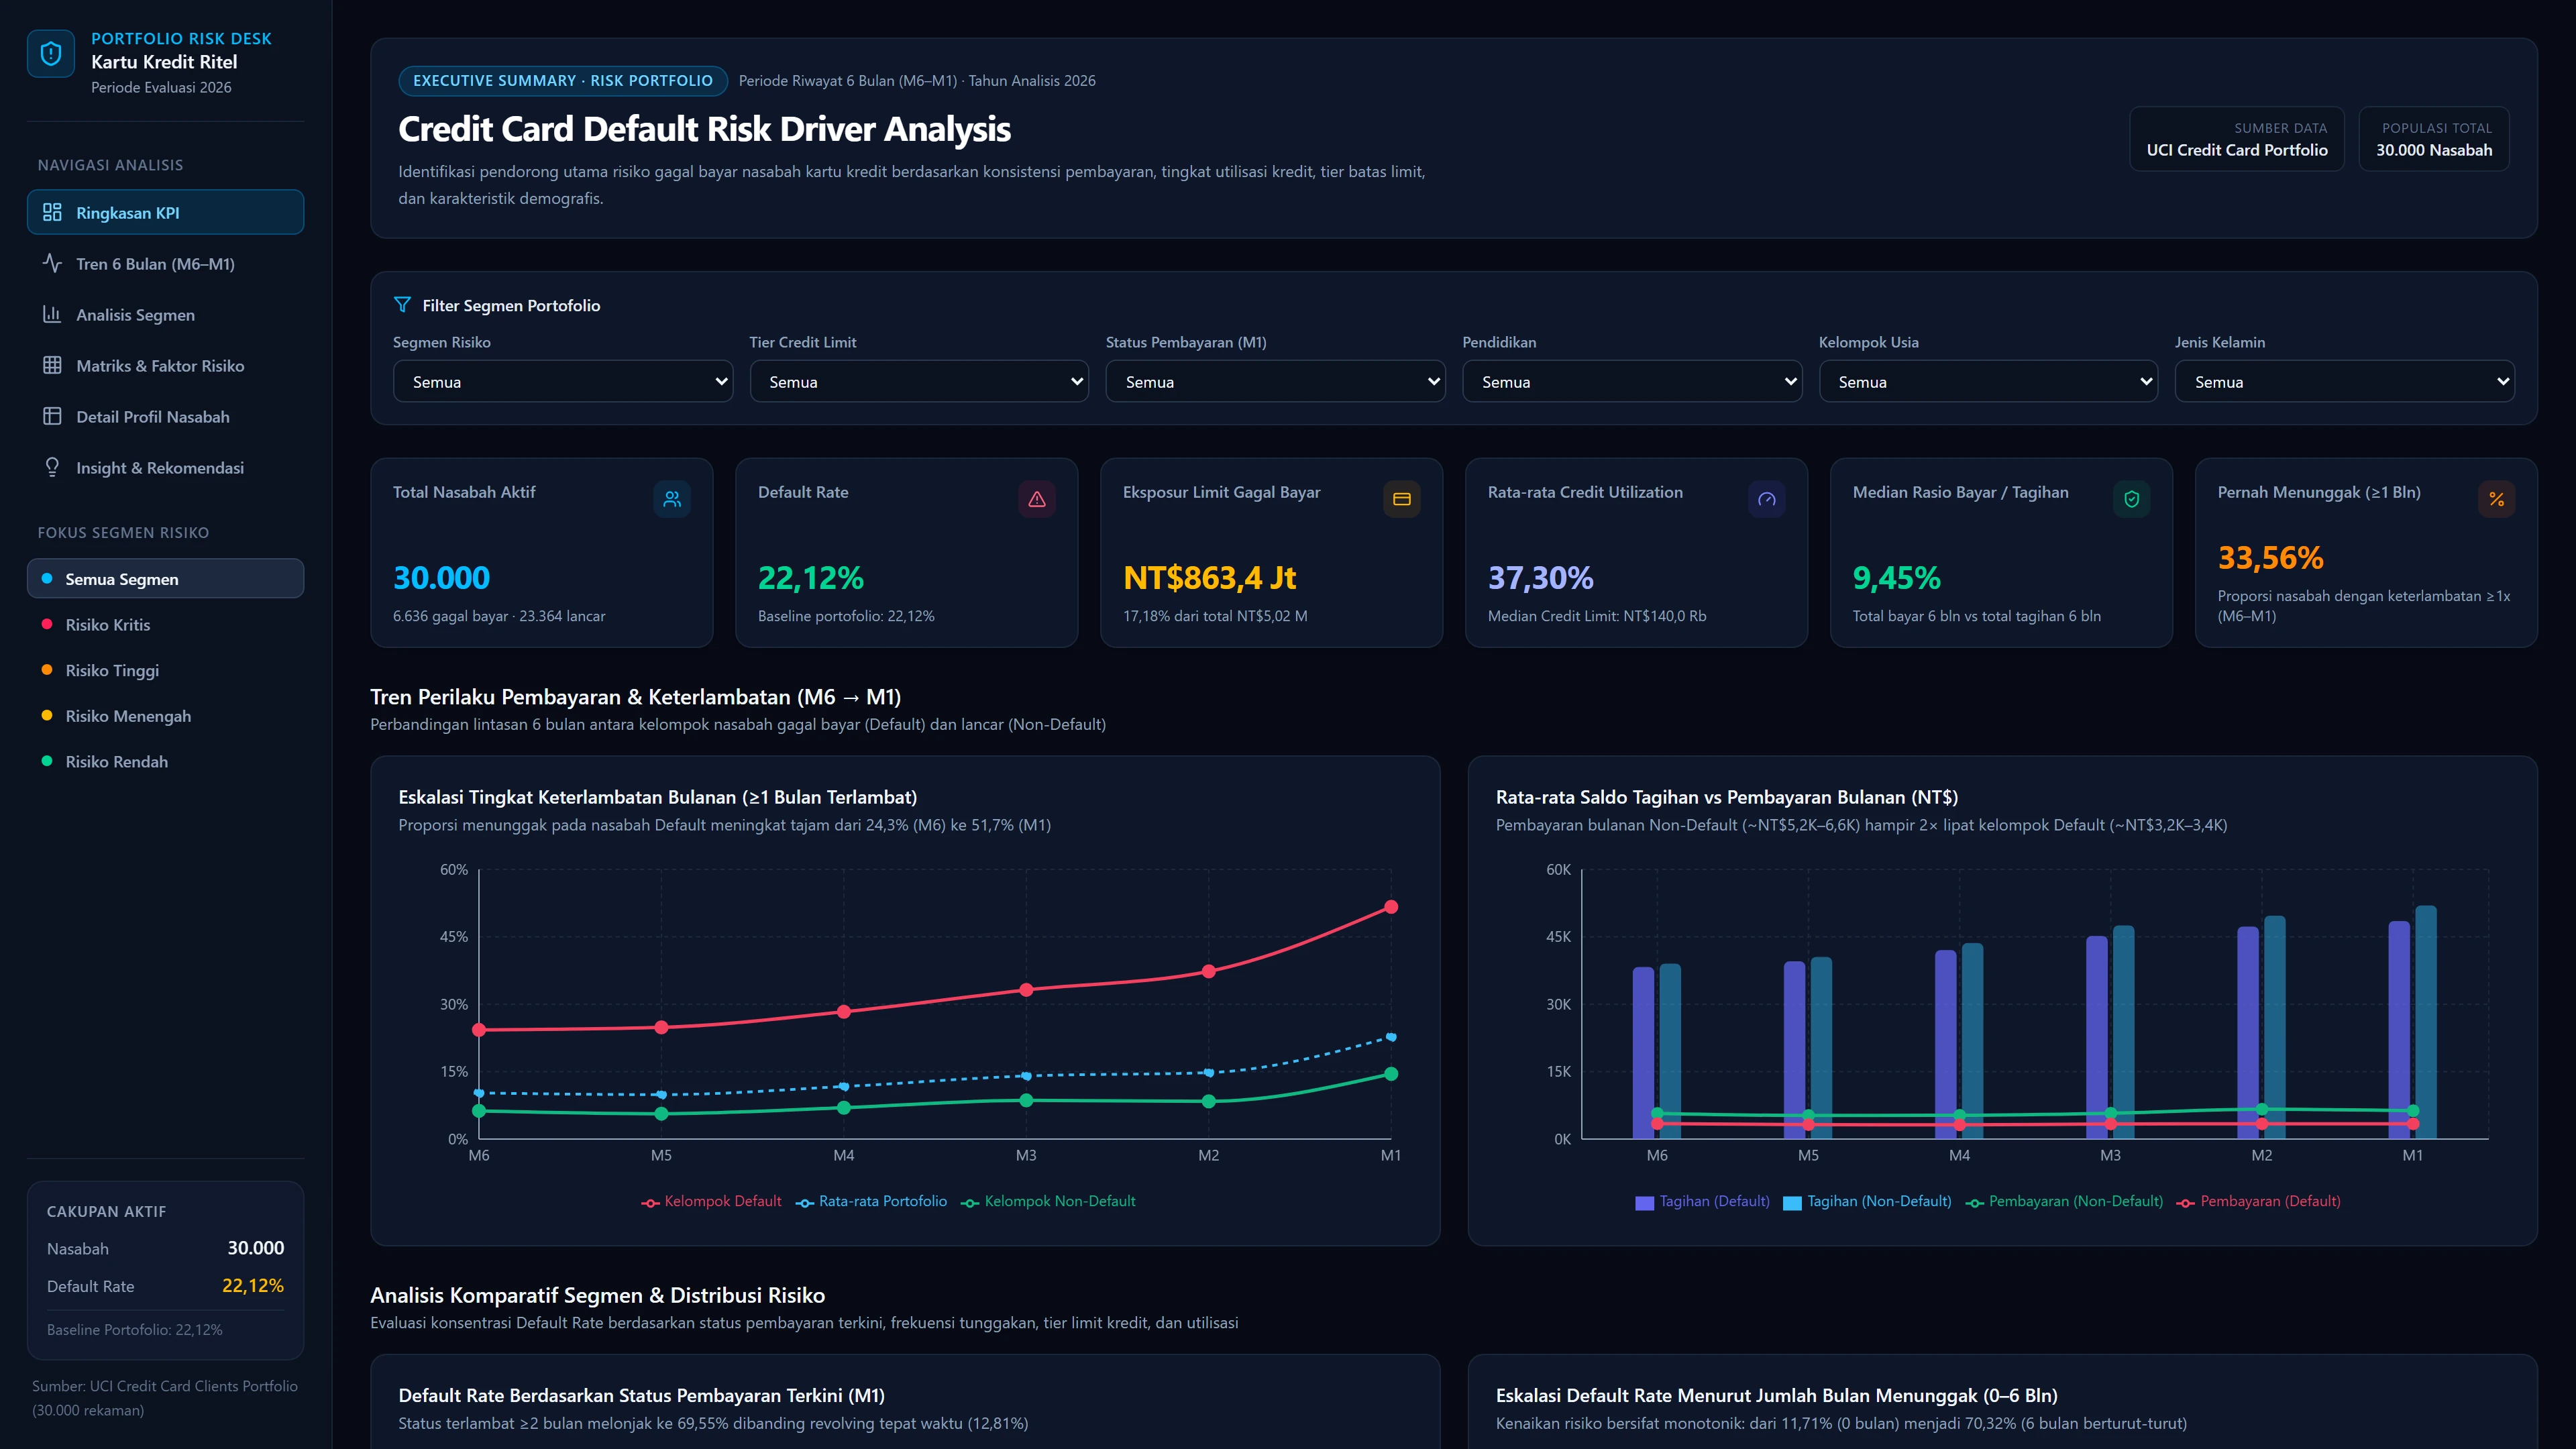 PORTFOLIO RISK DESK
Kartu Kredit Ritel
Periode Evaluasi 2026
NAVIGASI ANALISIS
Ringkasan KPI
Tren 6 Bulan (M6–M1)
Analisis Segmen
Matriks & Faktor Risiko
Detail Profil Nasabah
Insight & Rekomendasi
FOKUS SEGMEN RISIKO
Semua Segmen
Risiko Kritis
Risiko Tinggi
Risiko Menengah
Risiko Rendah
CAKUPAN AKTIF
Nasabah 30.000
Default Rate 22,12%
Baseline Portofolio: 22,12%
Sumber: UCI Credit Card Clients Portfolio
(30.000 rekaman)
EXECUTIVE SUMMARY · RISK PORTFOLIO Periode Riwayat 6 Bulan (M6–M1) · Tahun Analisis 2026
Credit Card Default Risk Driver Analysis
Identifikasi pendorong utama risiko gagal bayar nasabah kartu kredit berdasarkan konsistensi pembayaran, tingkat utilisasi kredit, tier batas limit,
dan karakteristik demografis.
SUMBER DATA
UCI Credit Card Portfolio
POPULASI TOTAL
30.000 Nasabah
Filter Segmen Portofolio
Segmen Risiko
Semua
Tier Credit Limit
Semua
Status Pembayaran (M1)
Semua
Pendidikan
Semua
Kelompok Usia
Semua
Jenis Kelamin
Semua
Total Nasabah Aktif
30.000
6.636 gagal bayar · 23.364 lancar
Default Rate
22,12%
Baseline portofolio: 22,12%
Eksposur Limit Gagal Bayar
NT$863,4 Jt
17,18% dari total NT$5,02 M
Rata-rata Credit Utilization
37,30%
Median Credit Limit: NT$140,0 Rb
Median Rasio Bayar / Tagihan
9,45%
Total bayar 6 bln vs total tagihan 6 bln
Pernah Menunggak (≥1 Bln)
33,56%
Proporsi nasabah dengan keterlambatan ≥1x
(M6–M1)
Tren Perilaku Pembayaran & Keterlambatan (M6 → M1)
Perbandingan lintasan 6 bulan antara kelompok nasabah gagal bayar (Default) dan lancar (Non-Default)
Eskalasi Tingkat Keterlambatan Bulanan (≥1 Bulan Terlambat)
Proporsi menunggak pada nasabah Default meningkat tajam dari 24,3% (M6) ke 51,7% (M1)
60%
45%
30%
15%
0%
M6 M5 M4 M3 M2 M1
Kelompok Default Rata-rata Portofolio Kelompok Non-Default
Rata-rata Saldo Tagihan vs Pembayaran Bulanan (NT$)
Pembayaran bulanan Non-Default (~NT$5,2K–6,6K) hampir 2× lipat kelompok Default (~NT$3,2K–3,4K)
60K
45K
30K
15K
0K
M6 M5 M4 M3 M2 M1
Tagihan (Default) Tagihan (Non-Default) Pembayaran (Non-Default) Pembayaran (Default)
Analisis Komparatif Segmen & Distribusi Risiko
Evaluasi konsentrasi Default Rate berdasarkan status pembayaran terkini, frekuensi tunggakan, tier limit kredit, dan utilisasi
Default Rate Berdasarkan Status Pembayaran Terkini (M1)
Status terlambat ≥2 bulan melonjak ke 69,55% dibanding revolving tepat waktu (12,81%)
Eskalasi Default Rate Menurut Jumlah Bulan Menunggak (0–6 Bln)
Kenaikan risiko bersifat monotonik: dari 11,71% (0 bulan) menjadi 70,32% (6 bulan berturut-turut)